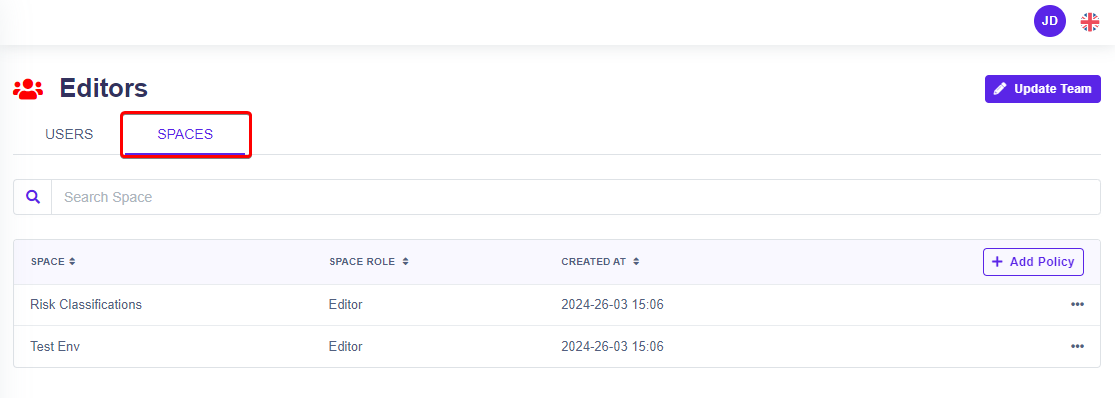 JD
Editors
Update Team
USERS SPACES
Search Space
SPACE SPACE ROLE CREATED AT + Add Policy
Risk Classifications Editor 2024-26-03 15:06 •••
Test Env Editor 2024-26-03 15:06 •••